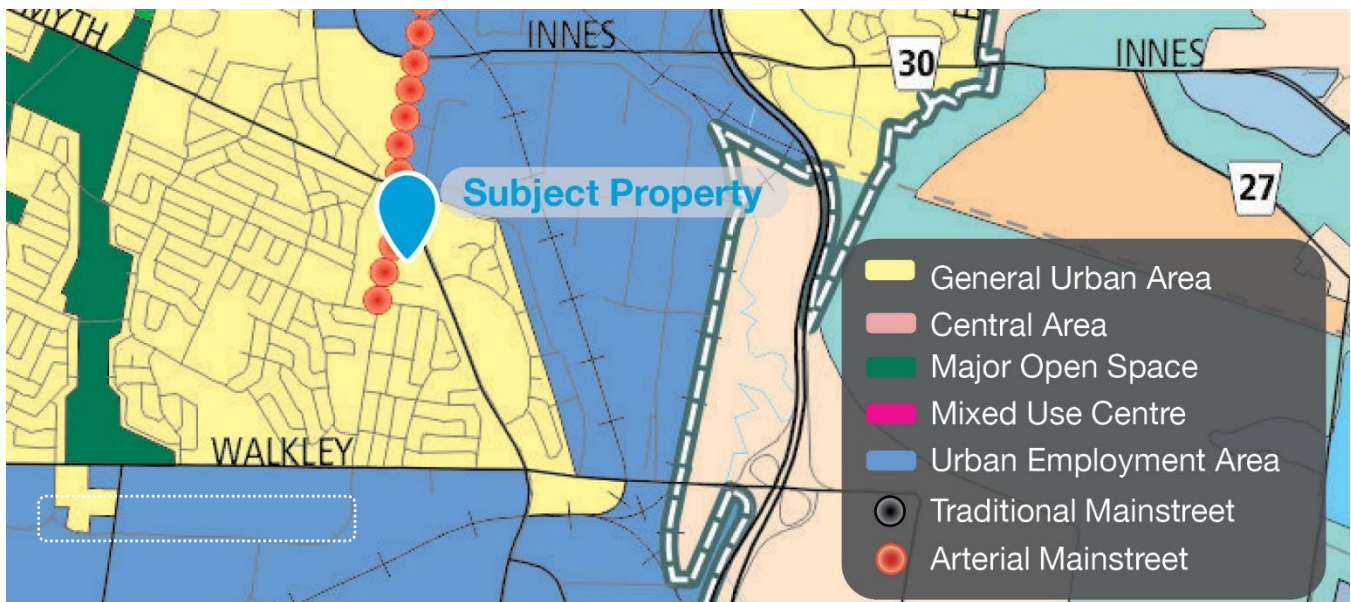 MYTH
INNES
30
INNES
Subject Property
27
WALKLEY
General Urban Area
Central Area
Major Open Space
Mixed Use Centre
Urban Employment Area
Traditional Mainstreet
Arterial Mainstreet